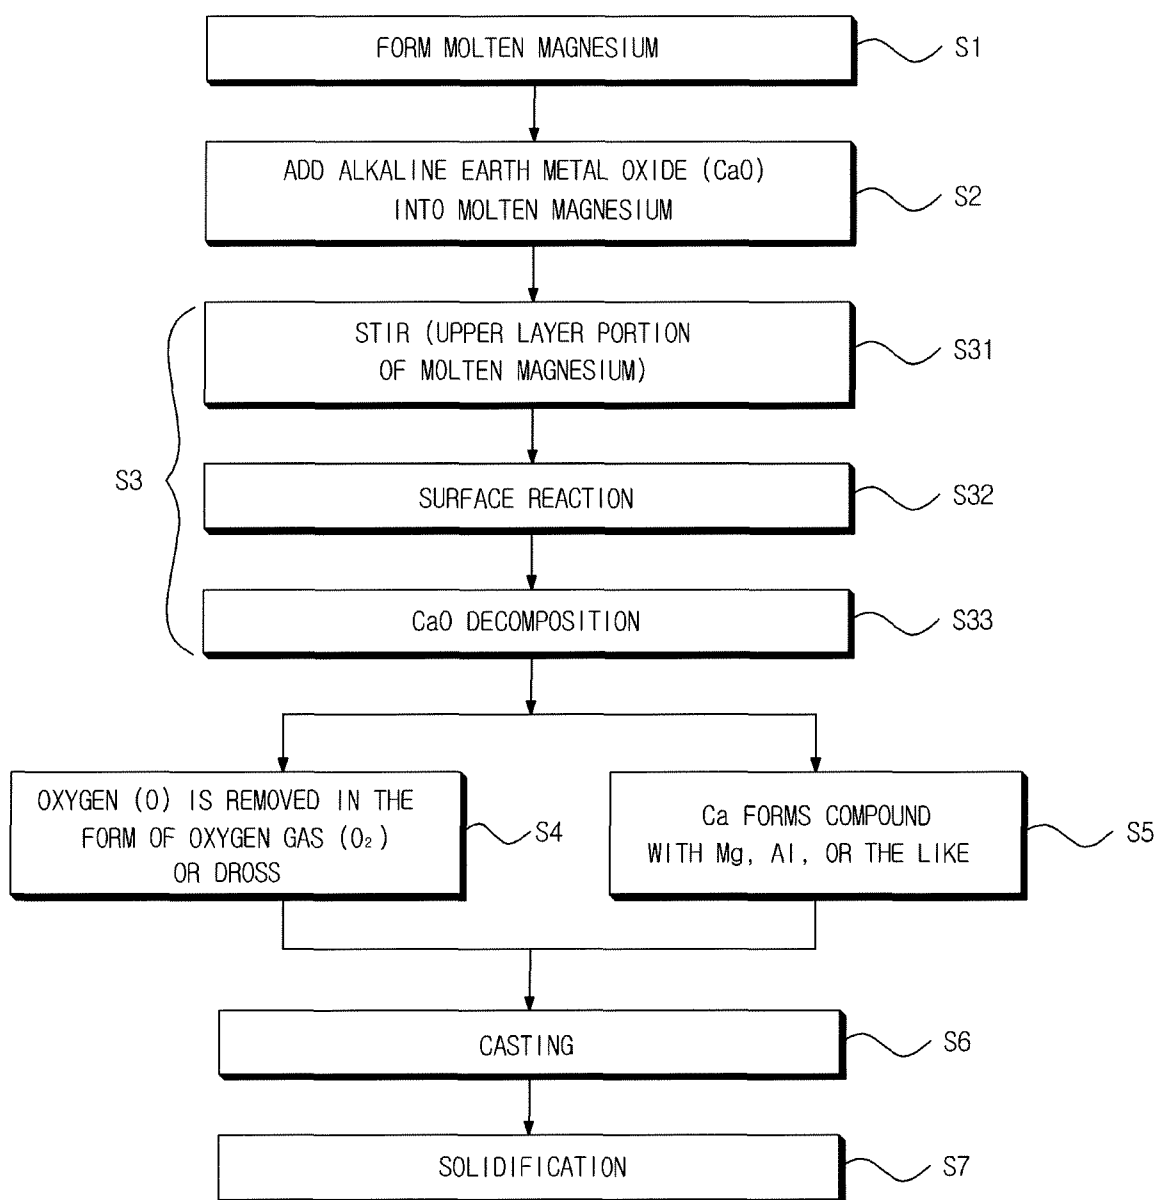 FORM MOLTEN MAGNESIUM
S1
ADD ALKALINE EARTH METAL OXIDE (CaO)
INTO MOLTEN MAGNESIUM
S2
STIR (UPPER LAYER PORTION
OF MOLTEN MAGNESIUM)
S31
S3
SURFACE REACTION
S32
CaO DECOMPOSITION
S33
OXYGEN (O) IS REMOVED IN THE
FORM OF OXYGEN GAS (O₂)
OR DROSS
S4
Ca FORMS COMPOUND
WITH Mg, Al, OR THE LIKE
S5
CASTING
S6
SOLIDIFICATION
S7